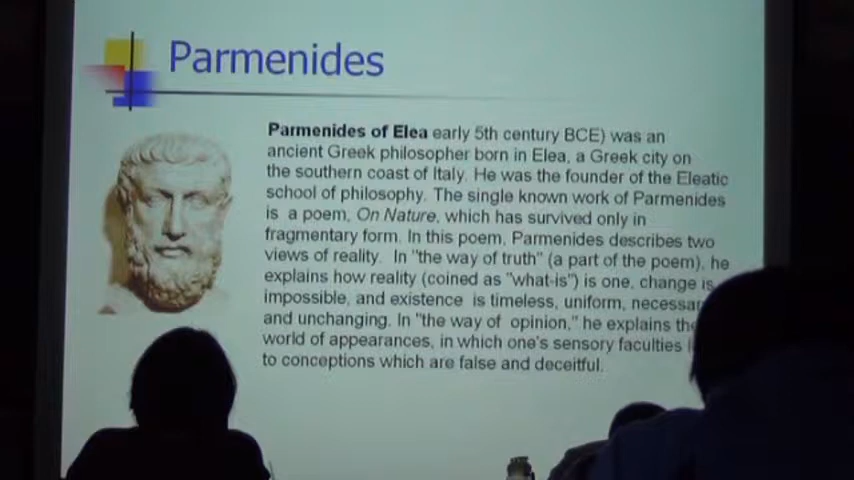 Parmenides
Parmenides of Elea early 5th century BCE) was an
ancient Greek philosopher born in Elea, a Greek city on
the southern coast of Italy. He was the founder of the Eleatic
school of philosophy. The single known work of Parmenides
is a poem, On Nature, which has survived only in
fragmentary form. In this poem, Parmenides describes two
views of reality. In "the way of truth" (a part of the poem), he
explains how reality (coined as "what-is") is one, change is
impossible, and existence is timeless, uniform,
and unchanging. In "the way of opinion," he explains the
world of appearances, in which one's sensory faculties
to conceptions which are false and deceitful.